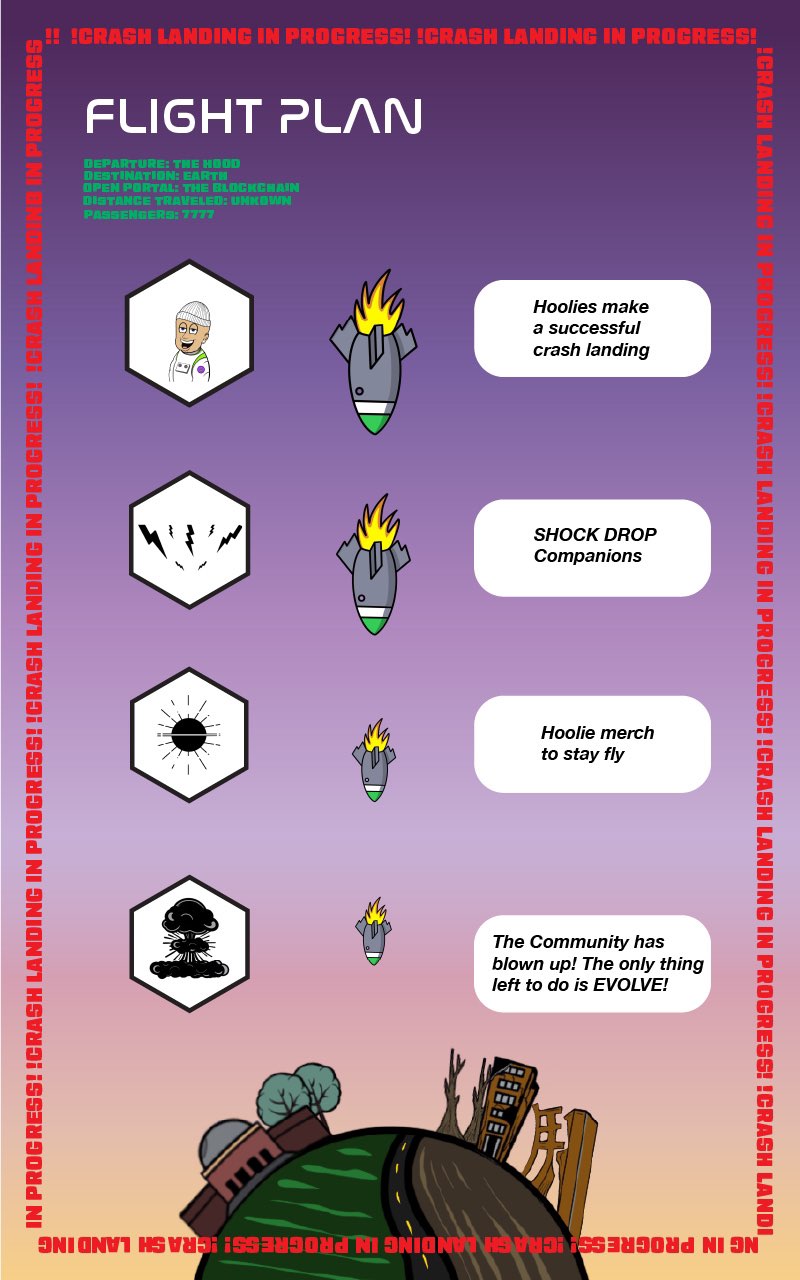 !! !CRASH LANDING IN PROGRESS! !CRASH LANDING IN PROGRESS!
FLIGHT PLAN
DEPARTURE: THE HOOD
DESTINATION: EARTH
OPEN PORTAL: THE BLOCKCHAIN
DISTANCE TRAVELED: UNKOWN
PASSENGERS: 7777
Hoolies make
a successful
crash landing
SHOCK DROP
Companions
Hoolie merch
to stay fly
The Community has
blown up! The only thing
left to do is EVOLVE!
!CRASH LANDING IN PROGRESS! !CRASH LANDING IN PROGRESS! !CRASH LANDING IN PROGRESS! !CRASH LANDI
NG IN PROGRESS! !CRASH LANDING IN PROGRESS! !CRASH LANDING
IN PROGRESS! !CRASH LANDING IN PROGRESS! !CRASH LANDING IN PROGRESS! !CRASH LANDING IN PROGRESS